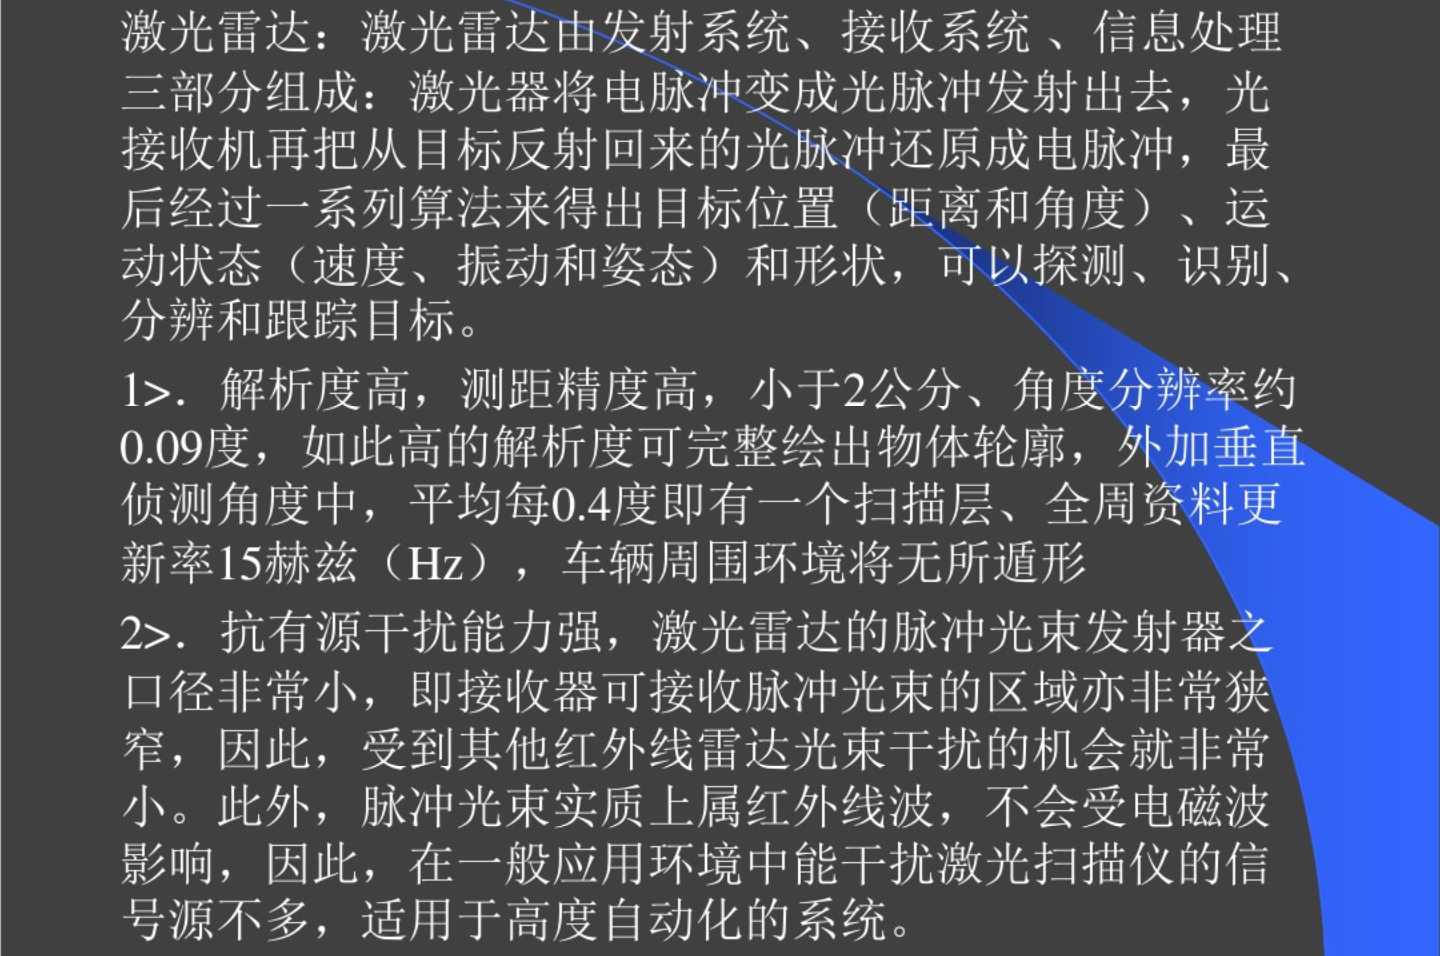 激光雷达：激光雷达由发射系统、接收系统 、信息处理
三部分组成：激光器将电脉冲变成光脉冲发射出去，光
接收机再把从目标反射回来的光脉冲还原成电脉冲，最
后经过一系列算法来得出目标位置（距离和角度）、运
动状态（速度、振动和姿态）和形状，可以探测、识别、
分辨和跟踪目标。
1>．解析度高，测距精度高，小于2公分、角度分辨率约
0.09度，如此高的解析度可完整绘出物体轮廓，外加垂直
侦测角度中，平均每0.4度即有一个扫描层、全周资料更
新率15赫兹（Hz），车辆周围环境将无所遁形
2>．抗有源干扰能力强，激光雷达的脉冲光束发射器之
口径非常小，即接收器可接收脉冲光束的区域亦非常狭
窄，因此，受到其他红外线雷达光束干扰的机会就非常
小。此外，脉冲光束实质上属红外线波，不会受电磁波
影响，因此，在一般应用环境中能干扰激光扫描仪的信
号源不多，适用于高度自动化的系统。